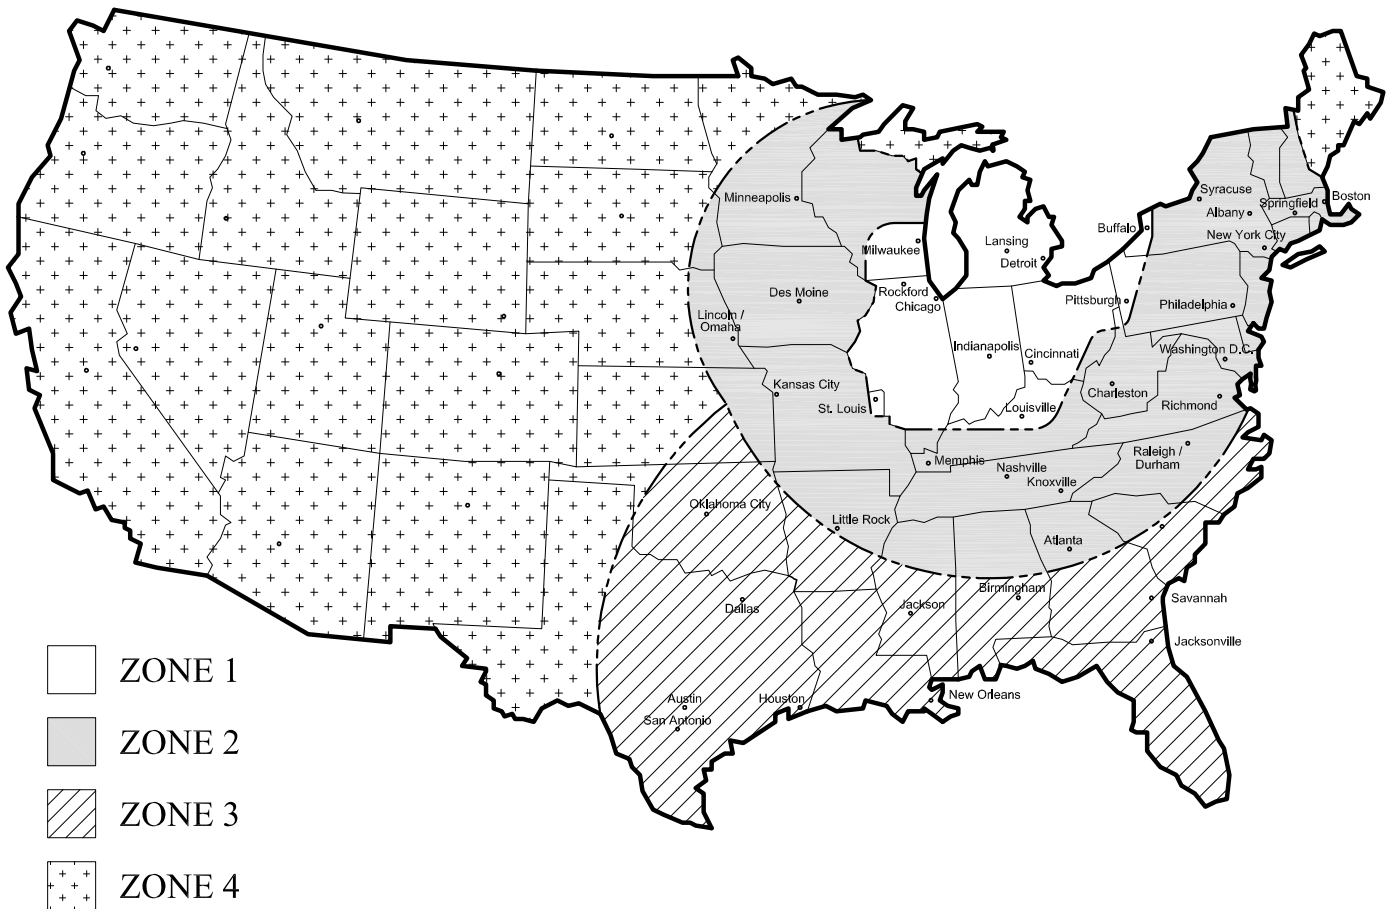 Syracuse
Minneapolis
Springfield
Boston
Albany
Buffalo
New York City
Lansing
Milwaukee
Detroit
Des Moine
Rockford
Chicago
Pittsburgh
Philadelphia
Lincoln /
Omaha
Indianapolis
Cincinnati
Washington D.C.
Kansas City
Charleston
St. Louis
Louisville
Richmond
Memphis
Nashville
Knoxville
Raleigh /
Durham
Oklahoma City
Little Rock
Atlanta
Birmingham
Dallas
Jackson
Savannah
Jacksonville
Austin
Houston
New Orleans
San Antonio
ZONE 1
ZONE 2
ZONE 3
ZONE 4